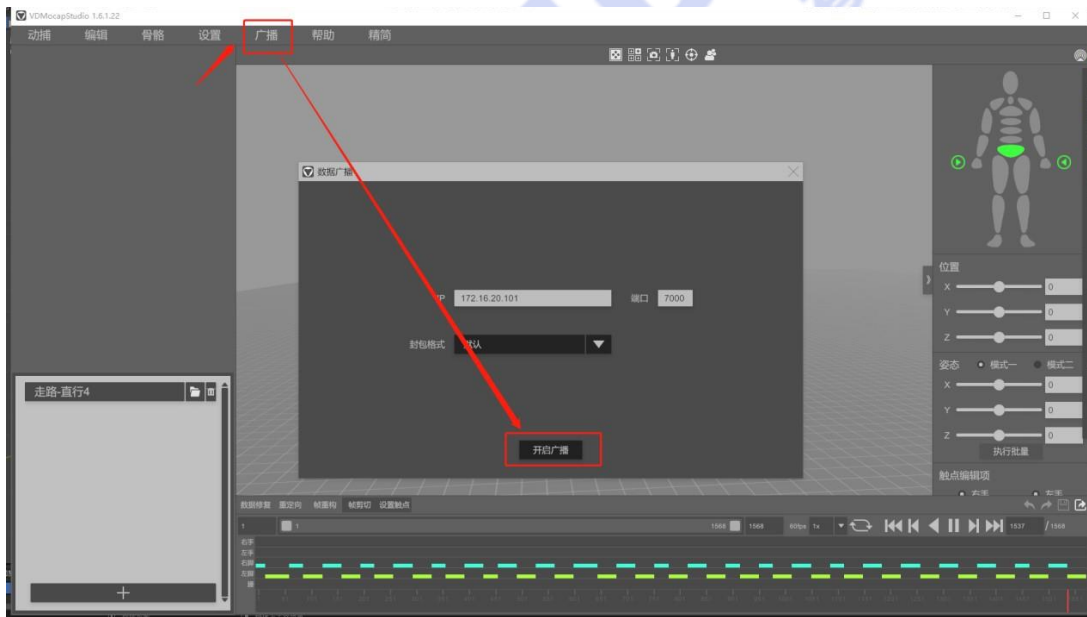 VDMocapStudio 1.6.1.22
动捕 编辑 骨骼 设置 广播 帮助 精简
数据广播
172.16.20.101 端口 7000
封包格式 默认
开启广播
位置
X 0
Y 0
Z 0
姿态 模式一 模式二
X 0
Y 0
Z 0
执行批量
触点编辑项
右手 左手
走路-直行4
数据修复 重定向 帧重构 帧剪切 设置触点
1 1 1568 1568 60fps 1x 1537 /1568
右手
左手
右脚
左脚
腰